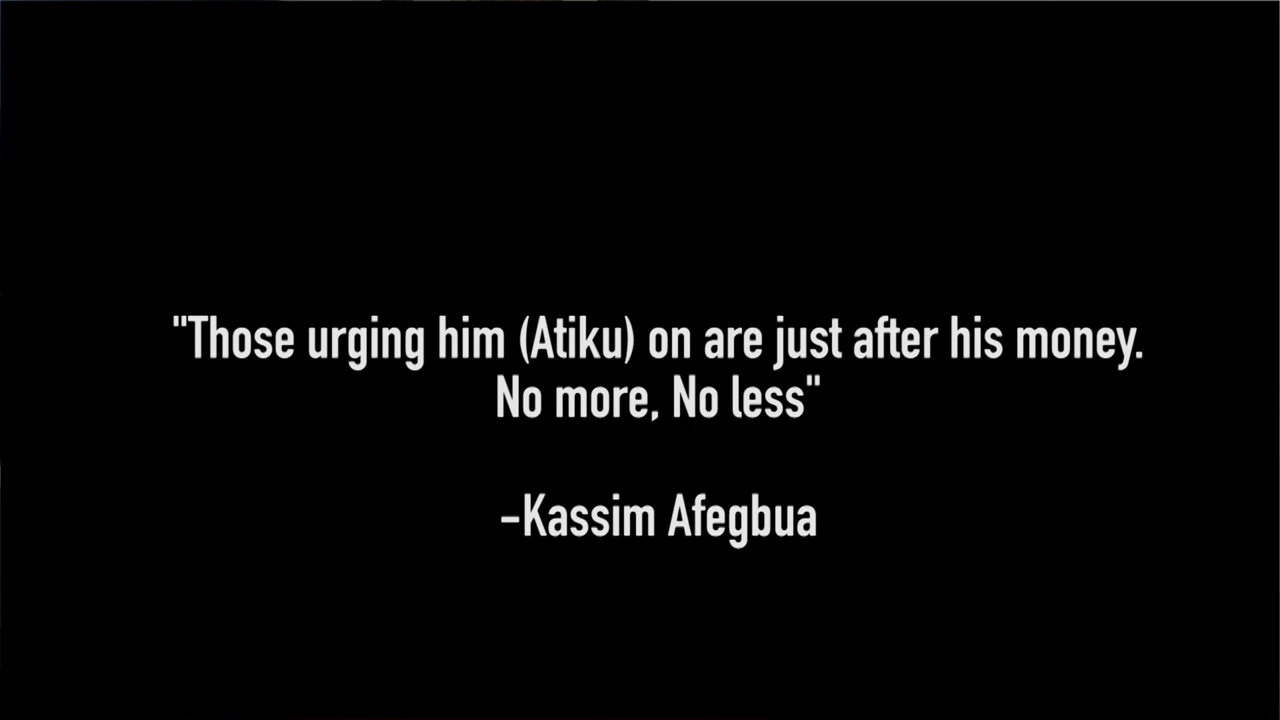 "Those urging him (Atiku) on are just after his money.
No more, No less"
-Kassim Afegbua